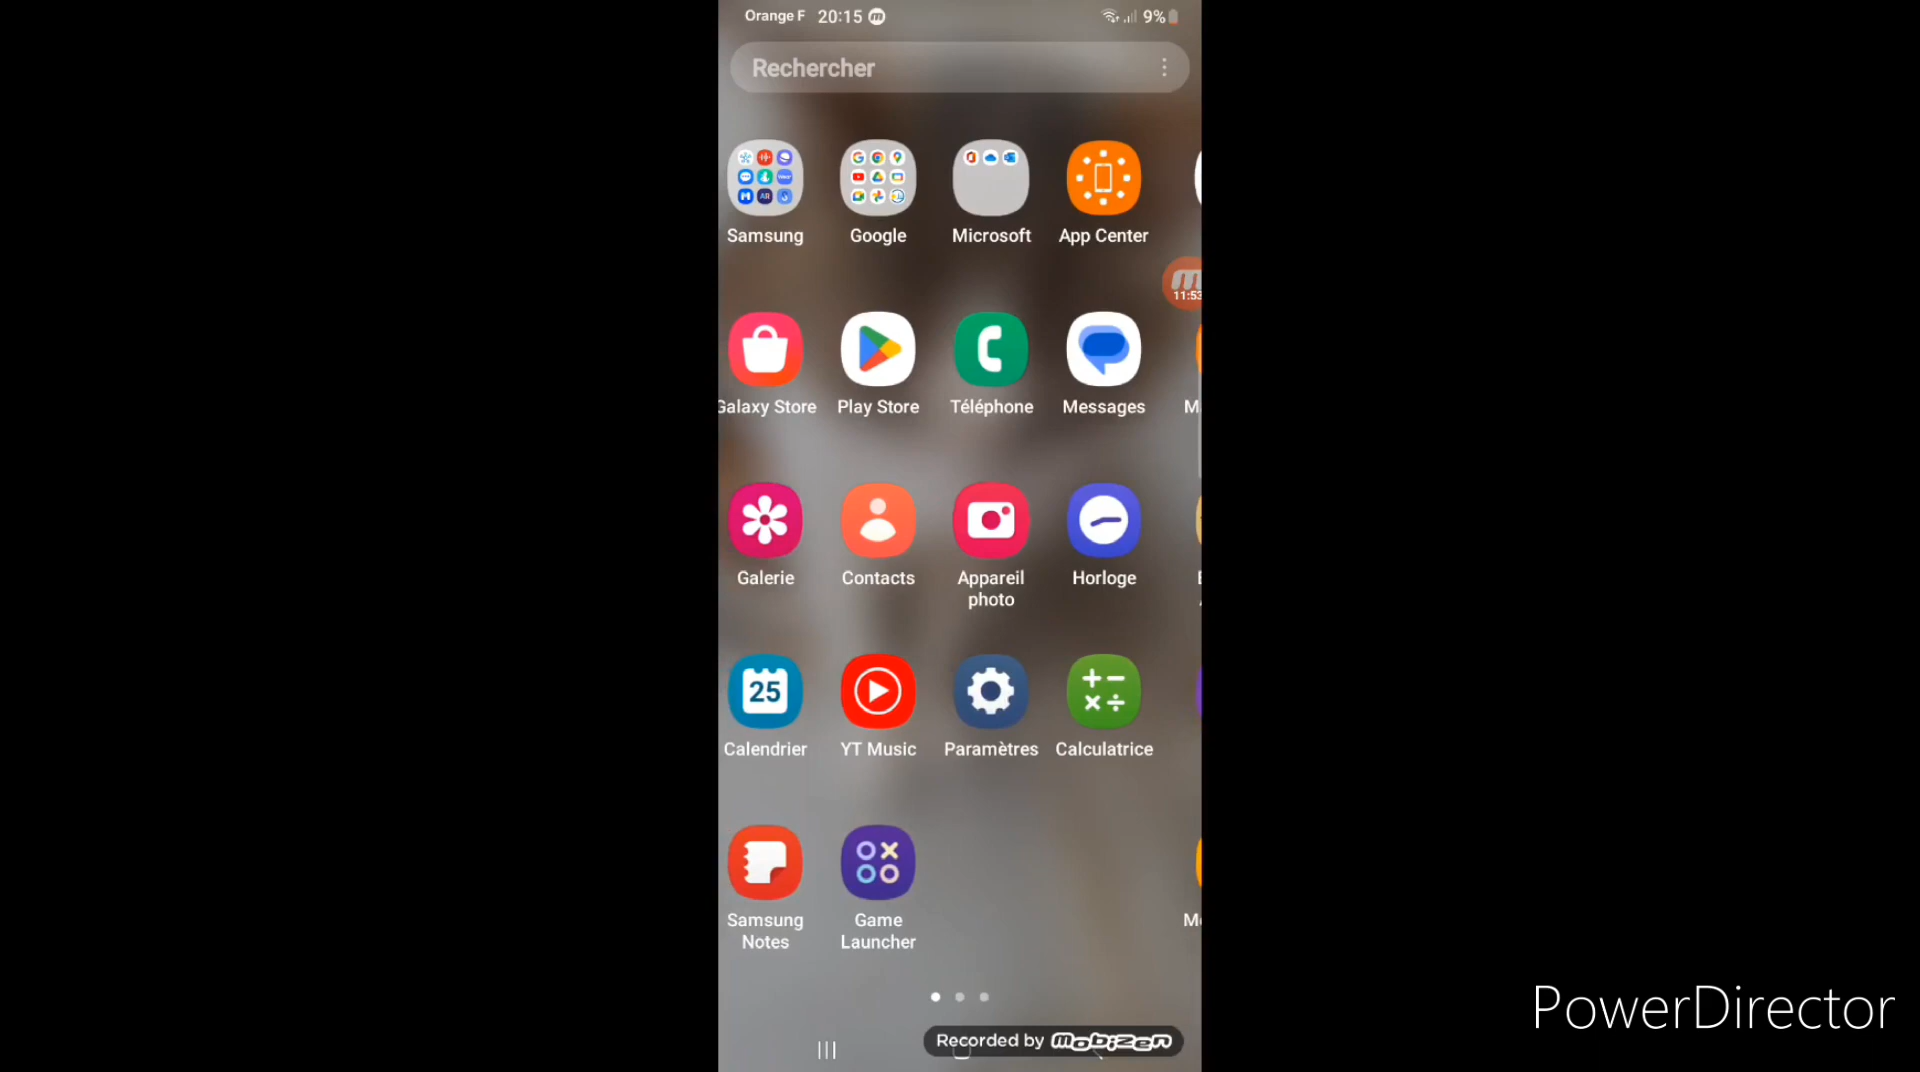 Orange F 20:15 9%
Rechercher
Samsung Google Microsoft App Center
11:53
Galaxy Store Play Store Téléphone Messages M
Galerie Contacts Appareil photo Horloge
25
Calendrier YT Music Paramètres Calculatrice
Samsung Notes Game Launcher
Recorded by mobizen
PowerDirector